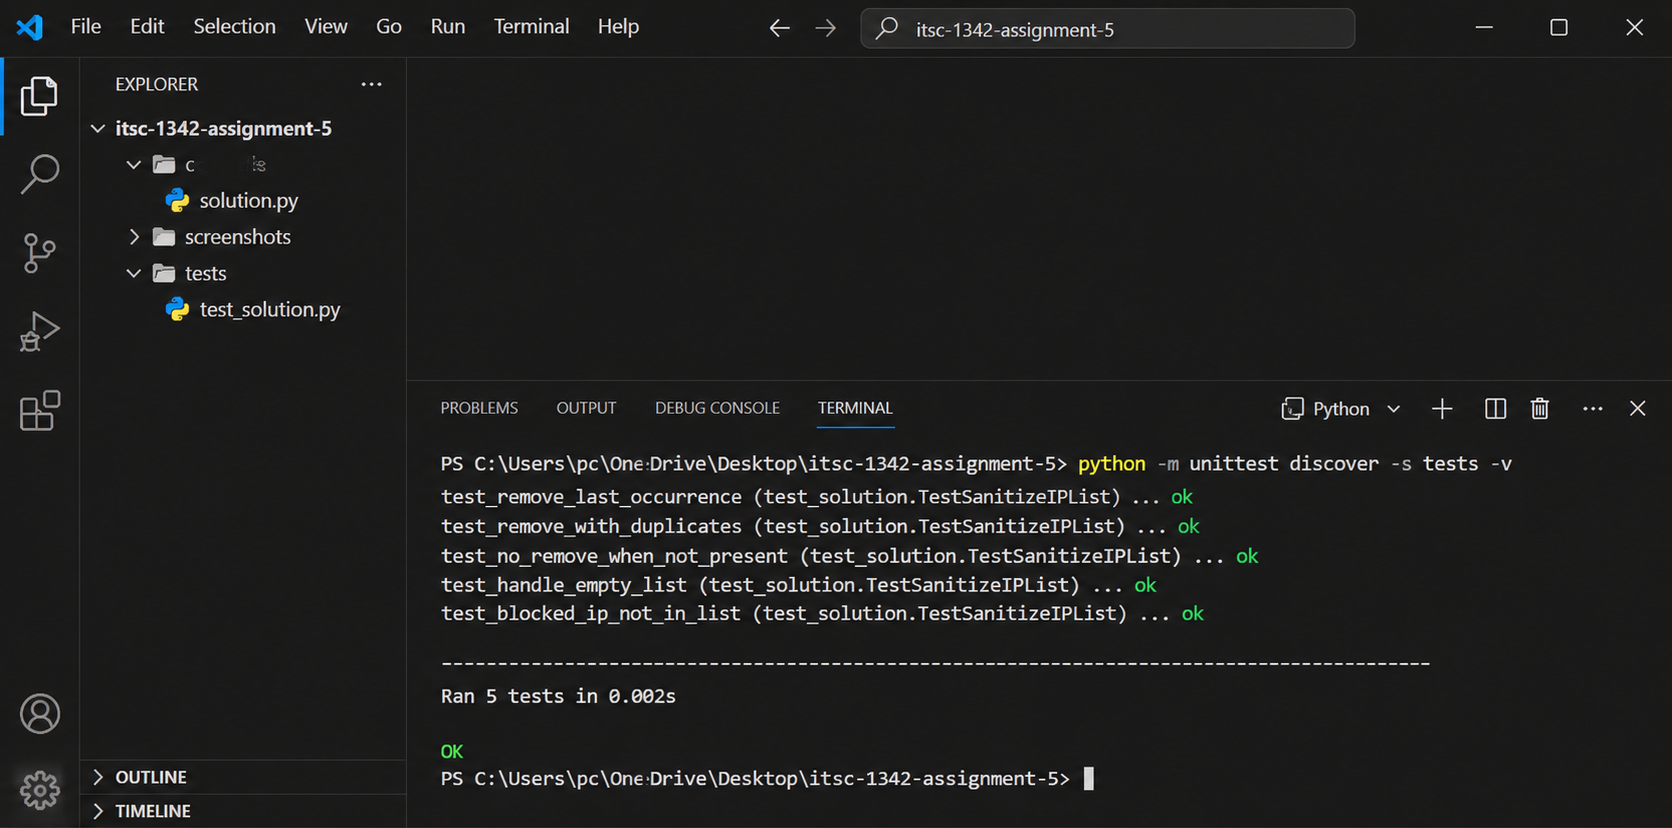 File Edit Selection View Go Run Terminal Help
itsc-1342-assignment-5
EXPLORER
itsc-1342-assignment-5
solution.py
screenshots
tests
test_solution.py
OUTLINE
TIMELINE
PROBLEMS OUTPUT DEBUG CONSOLE TERMINAL
Python
PS C:\Users\pc\OneDrive\Desktop\itsc-1342-assignment-5> python -m unittest discover -s tests -v
test_remove_last_occurrence (test_solution.TestSanitizeIPList) ... ok
test_remove_with_duplicates (test_solution.TestSanitizeIPList) ... ok
test_no_remove_when_not_present (test_solution.TestSanitizeIPList) ... ok
test_handle_empty_list (test_solution.TestSanitizeIPList) ... ok
test_blocked_ip_not_in_list (test_solution.TestSanitizeIPList) ... ok
----------------------------------------------------------------------------------------
Ran 5 tests in 0.002s
OK
PS C:\Users\pc\OneDrive\Desktop\itsc-1342-assignment-5>